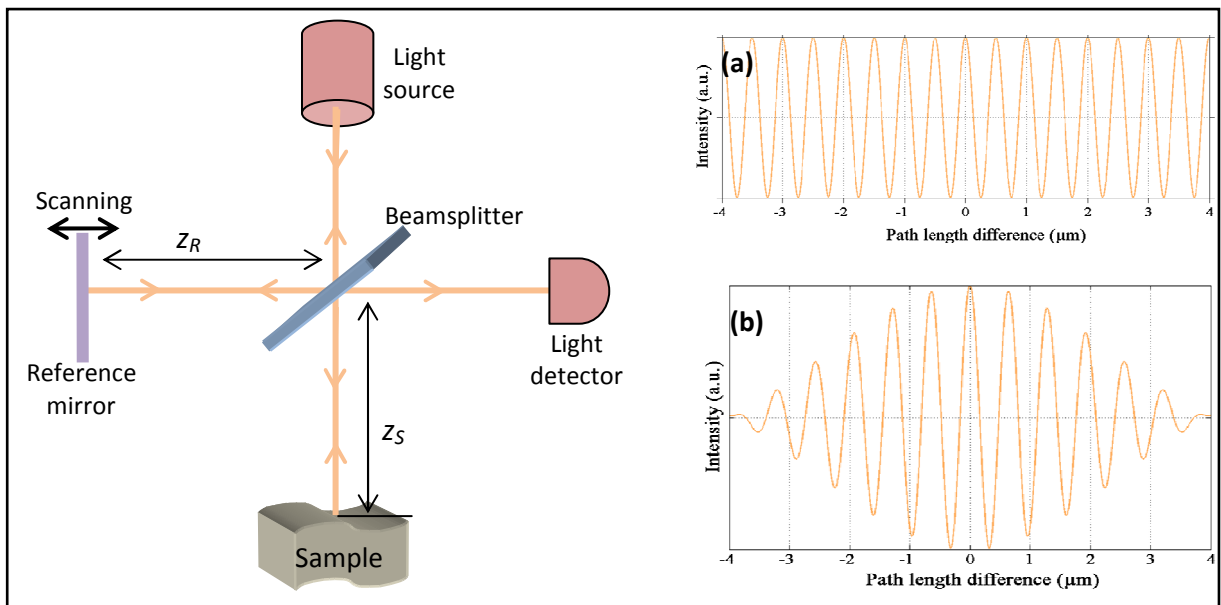 Light
source
Scanning
z_R
Beamsplitter
Reference
mirror
z_S
Light
detector
Sample
(a)
Intensity (a.u.)
-4 -3 -2 -1 0 1 2 3 4
Path length difference (µm)
(b)
Intensity (a.u.)
-3 -2 -1 0 1 2 3 4
Path length difference (µm)